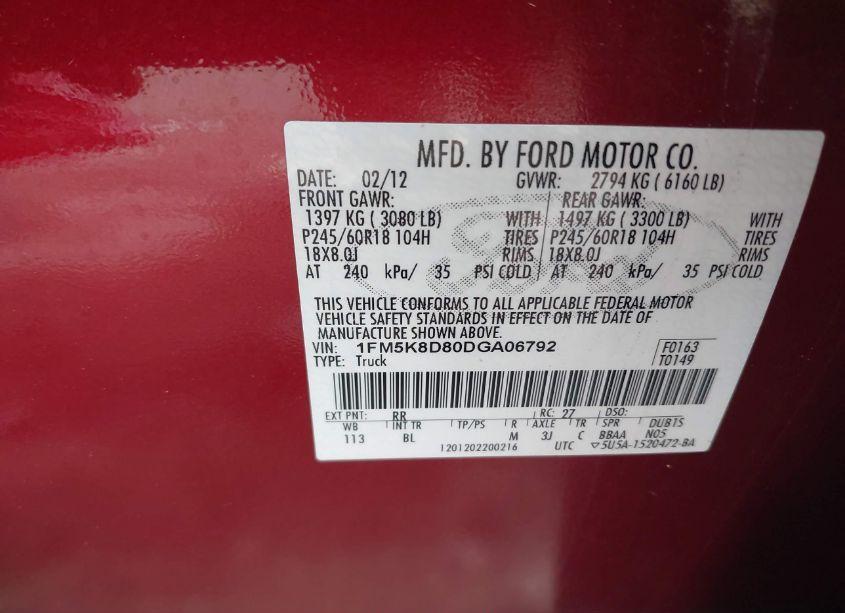 MFD. BY FORD MOTOR CO.
DATE: 02/12 GVWR: 2794 KG ( 6160 LB)
FRONT GAWR: REAR GAWR:
1397 KG ( 3080 LB) WITH 1497 KG ( 3300 LB) WITH
P245/60R18 104H TIRES P245/60R18 104H TIRES
18X8.0J RIMS 18X8.0J RIMS
AT 240 kPa/ 35 PSI COLD AT 240 kPa/ 35 PSI COLD
Ford
THIS VEHICLE CONFORMS TO ALL APPLICABLE FEDERAL MOTOR
VEHICLE SAFETY STANDARDS IN EFFECT ON THE DATE OF
MANUFACTURE SHOWN ABOVE.
VIN: 1FM5K8D80DGA06792 F0163
TYPE: Truck T0149
EXT PNT: RR RC: 27 DSO:
WB INT TR TP/PS R AXLE TR SPR DUBTS
113 BL M 3J C BBAA N05
1201202200216 UTC ▽5U5A-1520472-BA